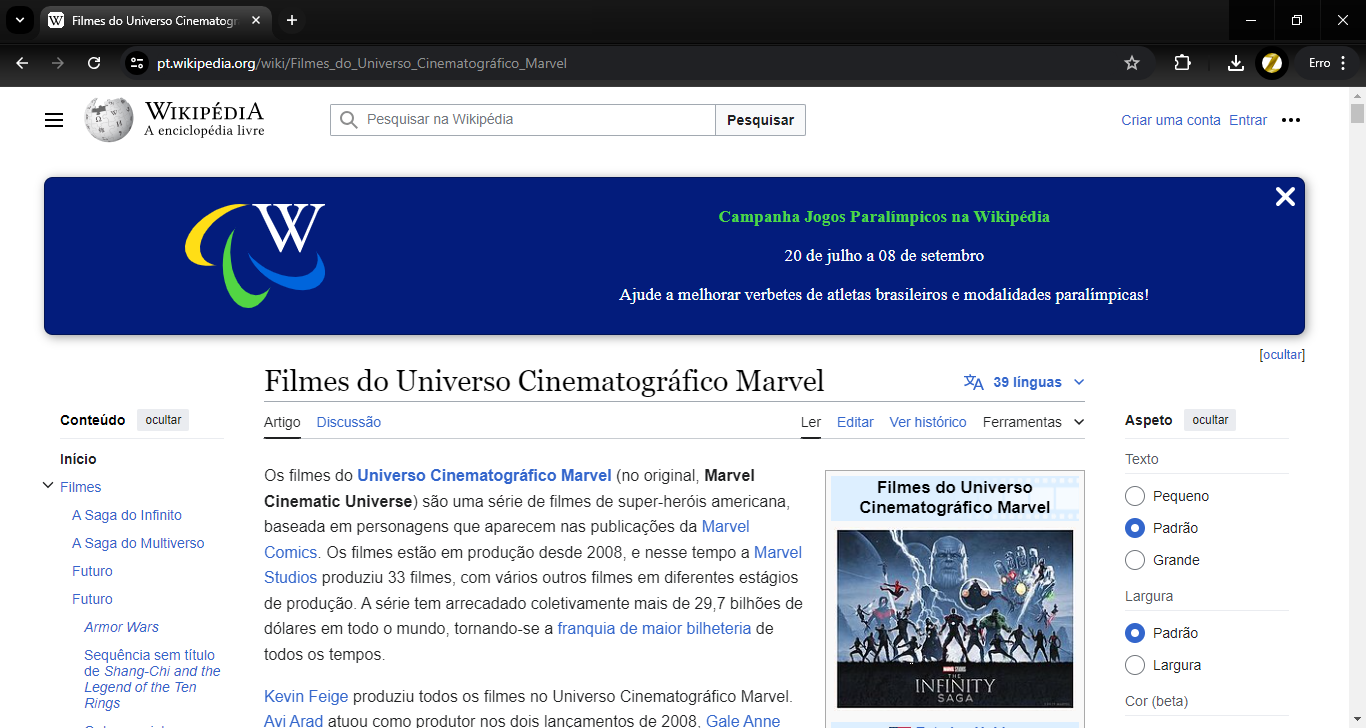 Filmes do Universo Cinematogr
pt.wikipedia.org/wiki/Filmes_do_Universo_Cinematográfico_Marvel
Erro
WIKIPÉDIA
A enciclopédia livre
Pesquisar na Wikipédia
Pesquisar
Criar uma conta Entrar
W
Campanha Jogos Paralímpicos na Wikipédia
20 de julho a 08 de setembro
Ajude a melhorar verbetes de atletas brasileiros e modalidades paralímpicas!
[ocultar]
Filmes do Universo Cinematográfico Marvel
39 línguas
Artigo Discussão
Ler Editar Ver histórico Ferramentas
Conteúdo ocultar
Início
Filmes
A Saga do Infinito
A Saga do Multiverso
Futuro
Futuro
Armor Wars
Sequência sem título
de Shang-Chi and the
Legend of the Ten
Rings
Os filmes do Universo Cinematográfico Marvel (no original, Marvel
Cinematic Universe) são uma série de filmes de super-heróis americana,
baseada em personagens que aparecem nas publicações da Marvel
Comics. Os filmes estão em produção desde 2008, e nesse tempo a Marvel
Studios produziu 33 filmes, com vários outros filmes em diferentes estágios
de produção. A série tem arrecadado coletivamente mais de 29,7 bilhões de
dólares em todo o mundo, tornando-se a franquia de maior bilheteria de
todos os tempos.
Kevin Feige produziu todos os filmes no Universo Cinematográfico Marvel.
Avi Arad atuou como produtor nos dois lançamentos de 2008, Gale Anne
Filmes do Universo
Cinematográfico Marvel
MARVEL STUDIOS
THE
INFINITY
SAGA
Aspeto ocultar
Texto
Pequeno
Padrão
Grande
Largura
Padrão
Largura
Cor (beta)